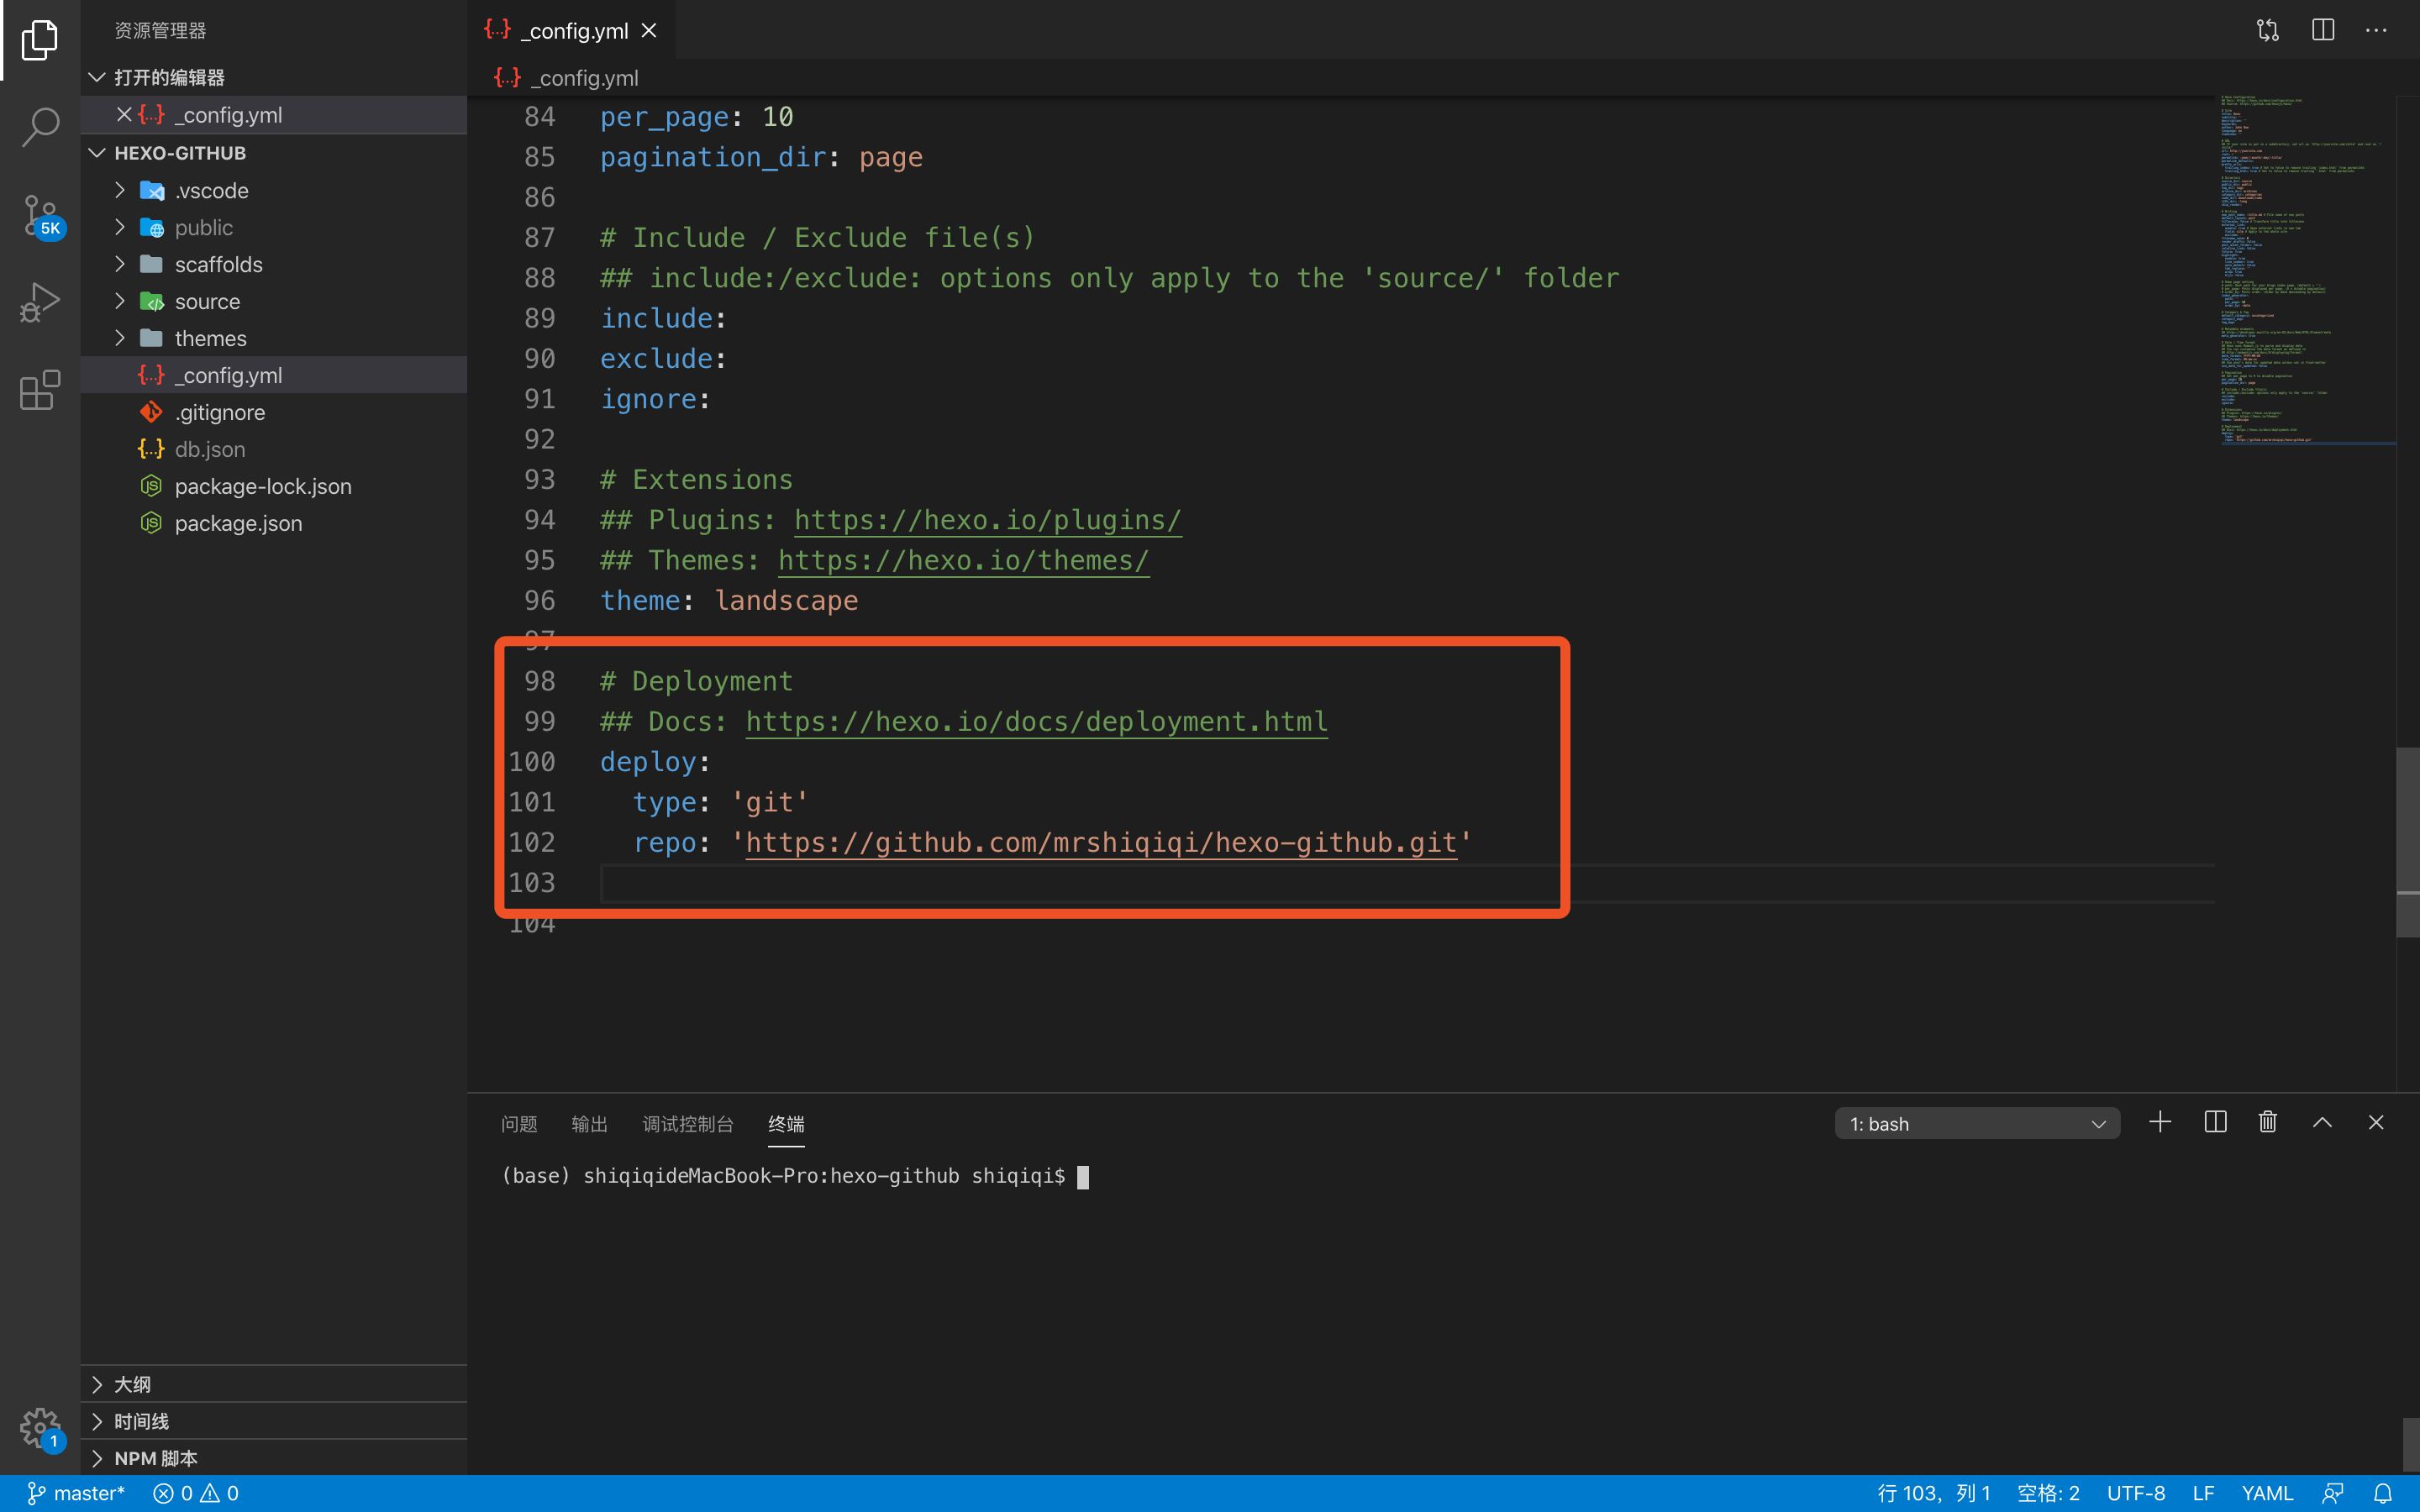 资源管理器
打开的编辑器
_config.yml
HEXO-GITHUB
.vscode
public
scaffolds
source
themes
_config.yml
.gitignore
db.json
package-lock.json
package.json
大纲
时间线
NPM 脚本
5K
1
_config.yml
_config.yml
84 per_page: 10
85 pagination_dir: page
86
87 # Include / Exclude file(s)
88 ## include:/exclude: options only apply to the 'source/' folder
89 include:
90 exclude:
91 ignore:
92
93 # Extensions
94 ## Plugins: https://hexo.io/plugins/
95 ## Themes: https://hexo.io/themes/
96 theme: landscape
97
98 # Deployment
99 ## Docs: https://hexo.io/docs/deployment.html
100 deploy:
101 type: 'git'
102 repo: 'https://github.com/mrshiqiqi/hexo-github.git'
103
104
问题 输出 调试控制台 终端 1: bash
(base) shiqiqideMacBook-Pro:hexo-github shiqiqi$
master* 0 0 行 103，列 1 空格: 2 UTF-8 LF YAML